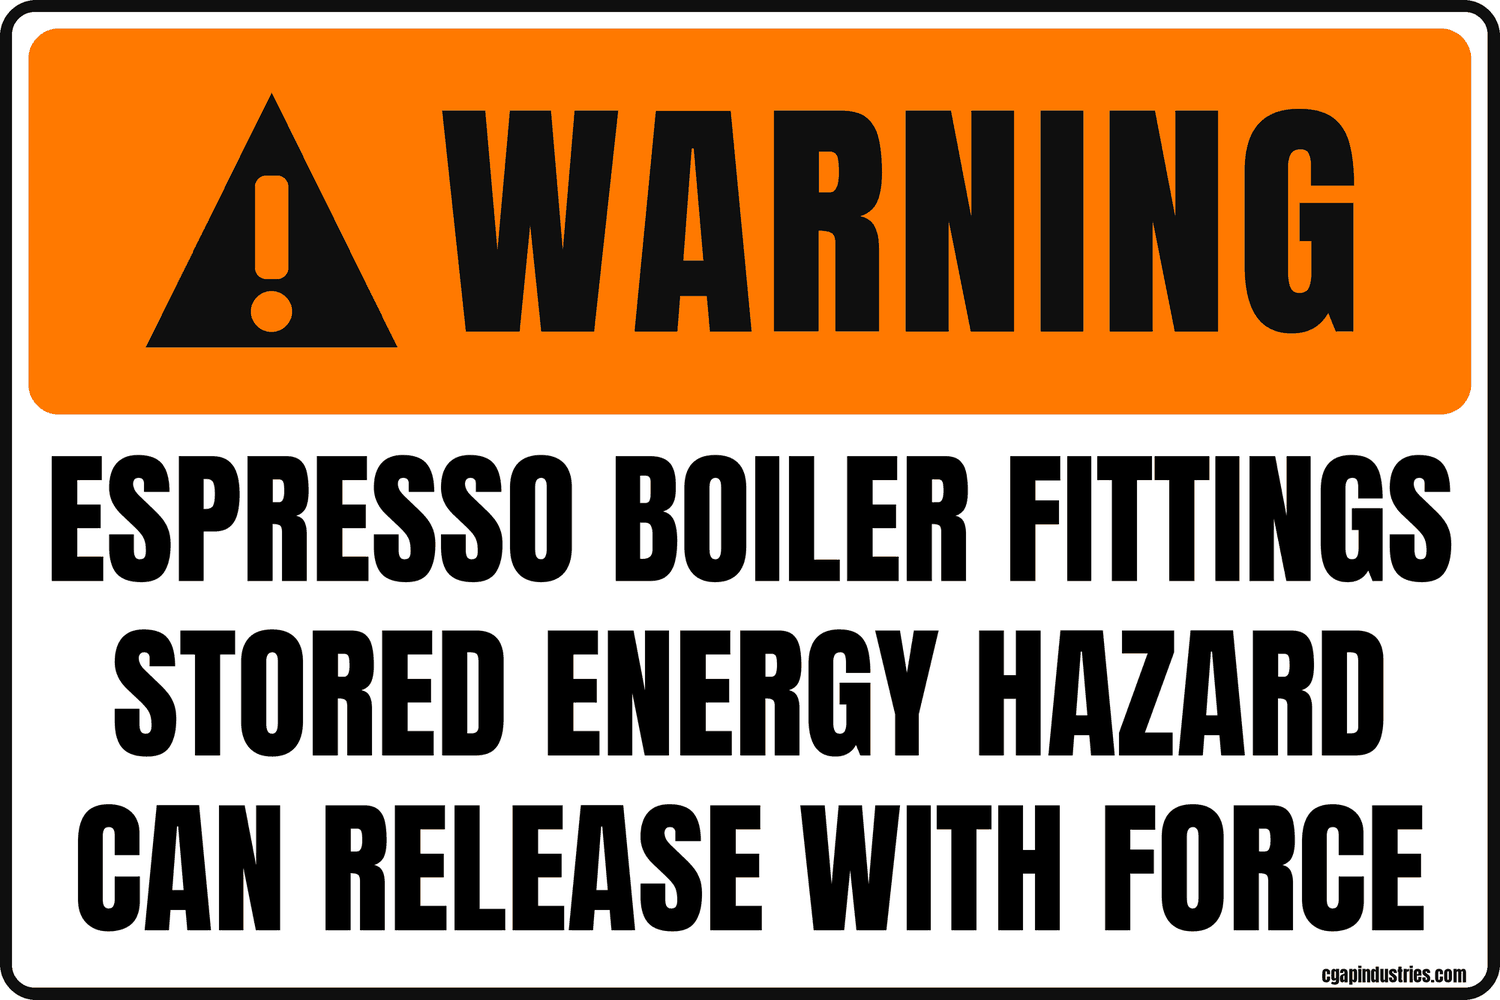 WARNING
ESPRESSO BOILER FITTINGS
STORED ENERGY HAZARD
CAN RELEASE WITH FORCE
cgapindustries.com